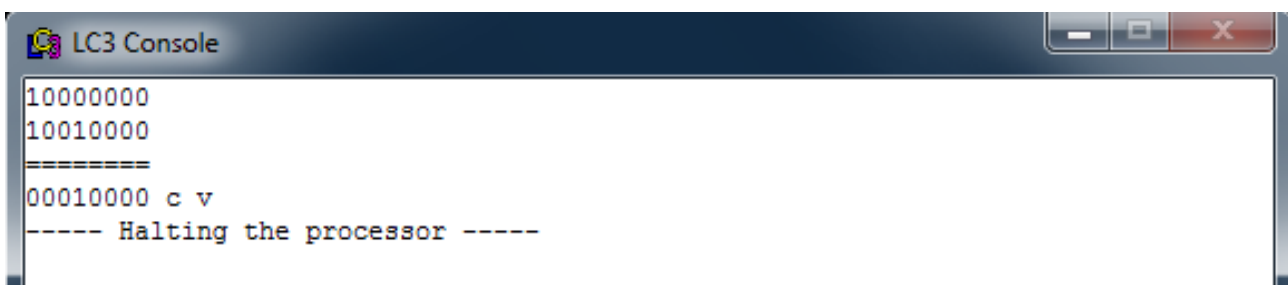 LC3 Console
10000000
10010000
========
00010000 c v
----- Halting the processor -----